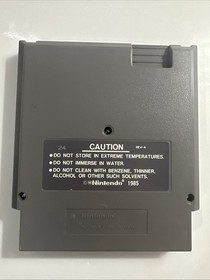 CAUTION REV-A
• DO NOT STORE IN EXTREME TEMPERATURES.
• DO NOT IMMERSE IN WATER.
• DO NOT CLEAN WITH BENZENE, THINNER,
ALCOHOL OR OTHER SUCH SOLVENTS.
©®Nintendo® 1985